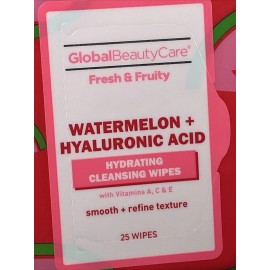 GlobalBeautyCare®
Fresh & Fruity
WATERMELON +
HYALURONIC ACID
HYDRATING
CLEANSING WIPES
with Vitamins A, C & E
smooth + refine texture
25 WIPES